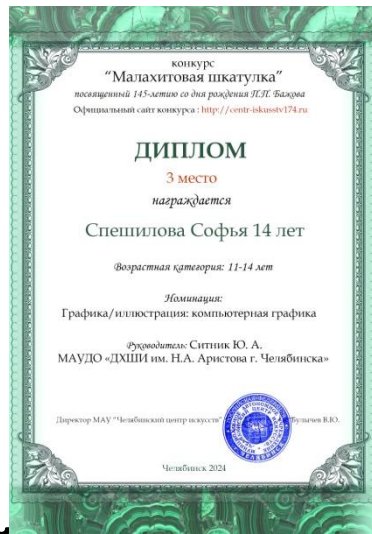 конкурс
“Малахитовая шкатулка”
посвященный 145-летию со дня рождения П.П. Бажова
Официальный сайт конкурса : http://centr-iskusstv174.ru
ДИПЛОМ
3 место
награждается
Спешилова Софья 14 лет
Возрастная категория: 11-14 лет
Номинация:
Графика/иллюстрация: компьютерная графика
Руководитель: Ситник Ю. А.
МАУДО «ДХШИ им. Н.А. Аристова г. Челябинска»
Директор МАУ "Челябинский центр искусств" Булычев В.Ю.
Челябинск 2024